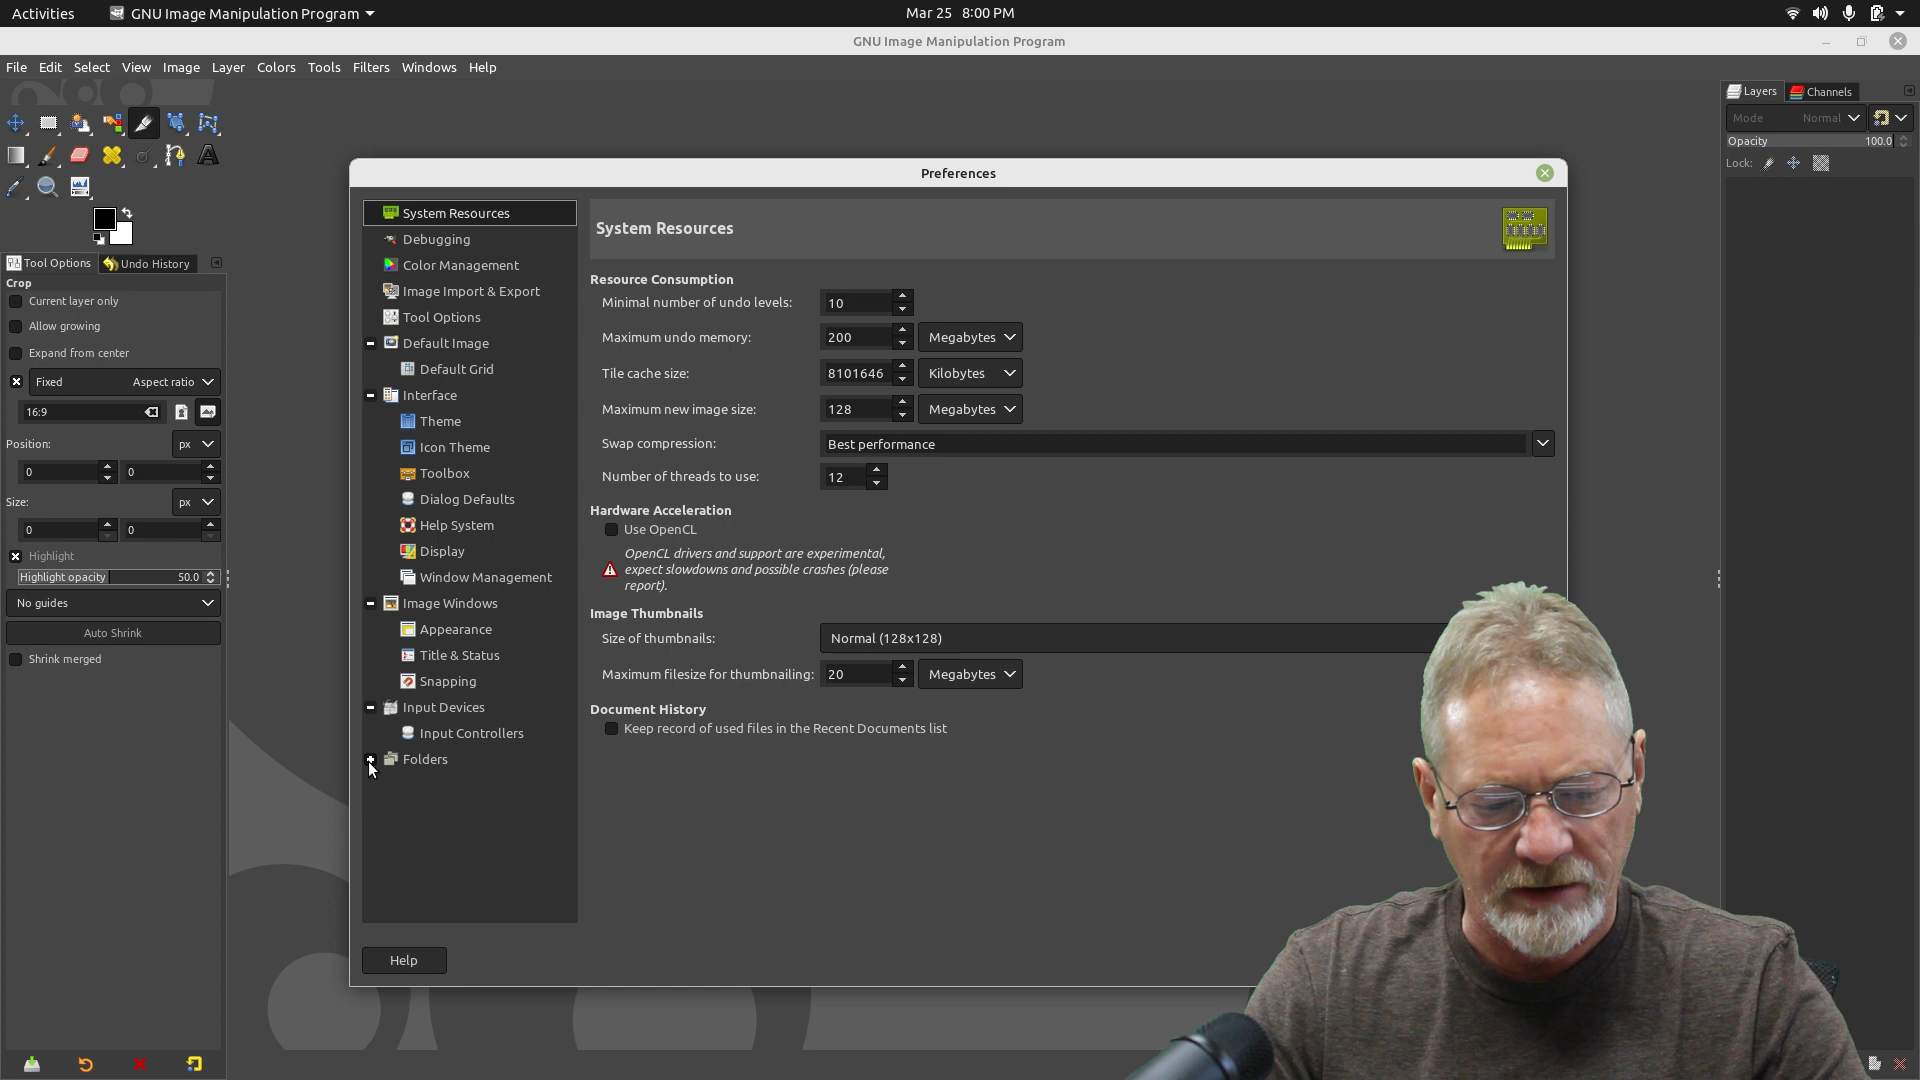 Activities
GNU Image Manipulation Program
Mar 25 8:00 PM
GNU Image Manipulation Program
File Edit Select View Image Layer Colors Tools Filters Windows Help
Tool Options
Undo History
Crop
Current layer only
Allow growing
Expand from center
Fixed Aspect ratio
16:9
Position: px
0 0
Size: px
0 0
Highlight
Highlight opacity 50.0
No guides
Auto Shrink
Shrink merged
Preferences
System Resources
Debugging
Color Management
Image Import & Export
Tool Options
Default Image
Default Grid
Interface
Theme
Icon Theme
Toolbox
Dialog Defaults
Help System
Display
Window Management
Image Windows
Appearance
Title & Status
Snapping
Input Devices
Input Controllers
Folders
Help
System Resources
Resource Consumption
Minimal number of undo levels: 10
Maximum undo memory: 200 Megabytes
Tile cache size: 8101646 Kilobytes
Maximum new image size: 128 Megabytes
Swap compression: Best performance
Number of threads to use: 12
Hardware Acceleration
Use OpenCL
OpenCL drivers and support are experimental,
expect slowdowns and possible crashes (please
report).
Image Thumbnails
Size of thumbnails: Normal (128x128)
Maximum filesize for thumbnailing: 20 Megabytes
Document History
Keep record of used files in the Recent Documents list
Layers
Channels
Mode Normal
Opacity 100.0
Lock: